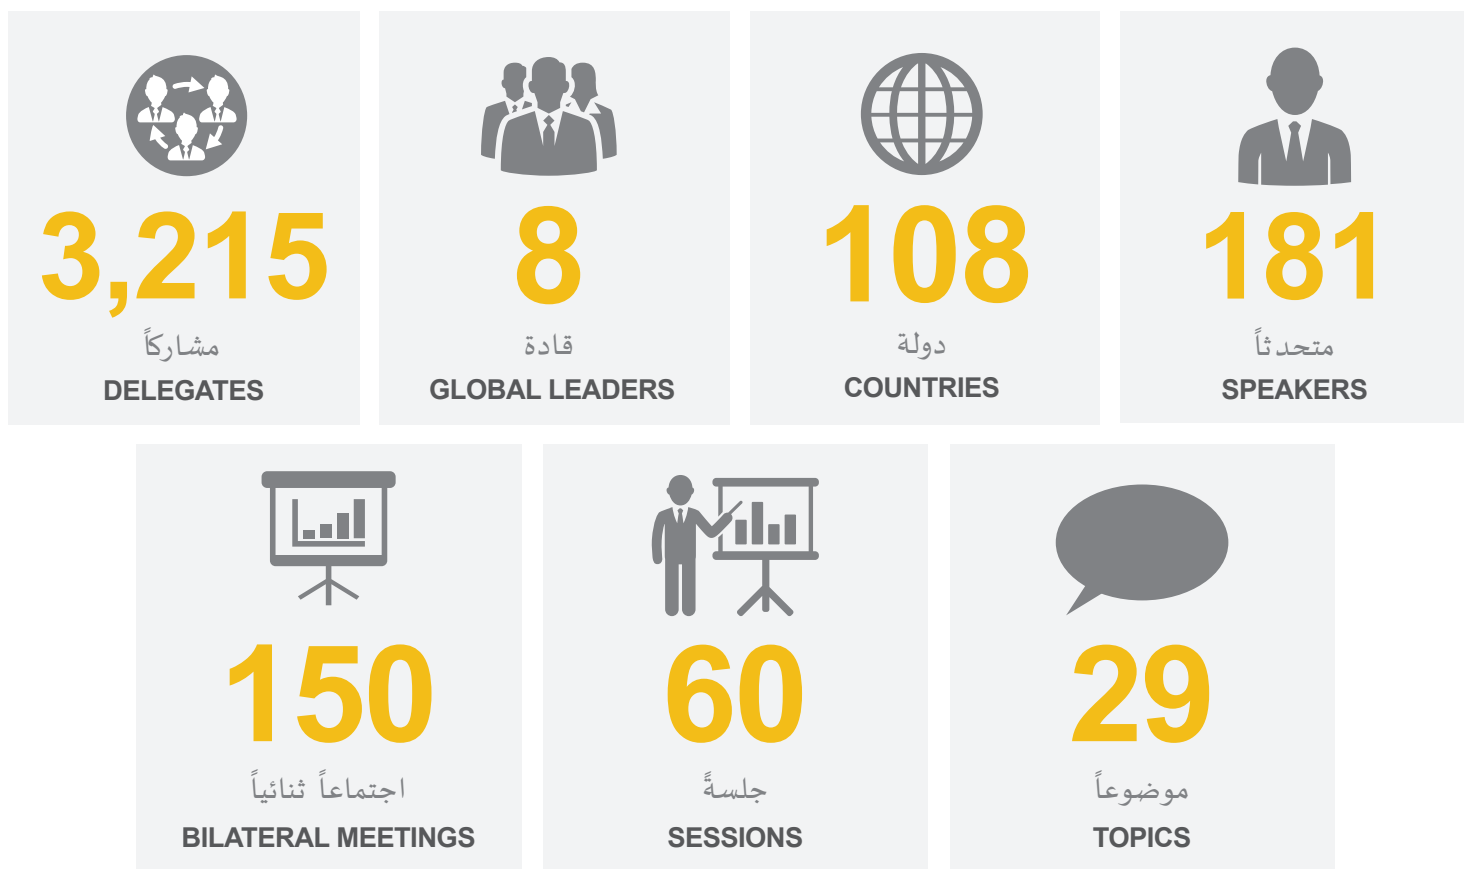 3,215
مشاركاً
DELEGATES
8
قادة
GLOBAL LEADERS
108
دولة
COUNTRIES
181
متحدثاً
SPEAKERS
150
اجتماعاً ثنائياً
BILATERAL MEETINGS
60
جلسةً
SESSIONS
29
موضوعاً
TOPICS